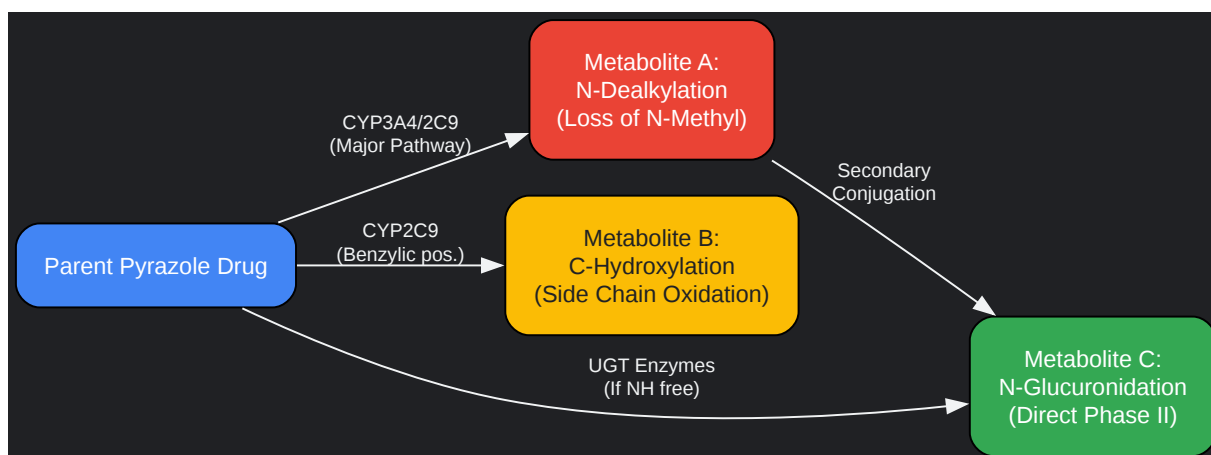 Metabolite A:
N-Dealkylation
(Loss of N-Methyl)
CYP3A4/2C9
(Major Pathway)
Secondary
Conjugation
Parent Pyrazole Drug
CYP2C9
(Benzylic pos.)
Metabolite B:
C-Hydroxylation
(Side Chain Oxidation)
UGT Enzymes
(If NH free)
Metabolite C:
N-Glucuronidation
(Direct Phase II)